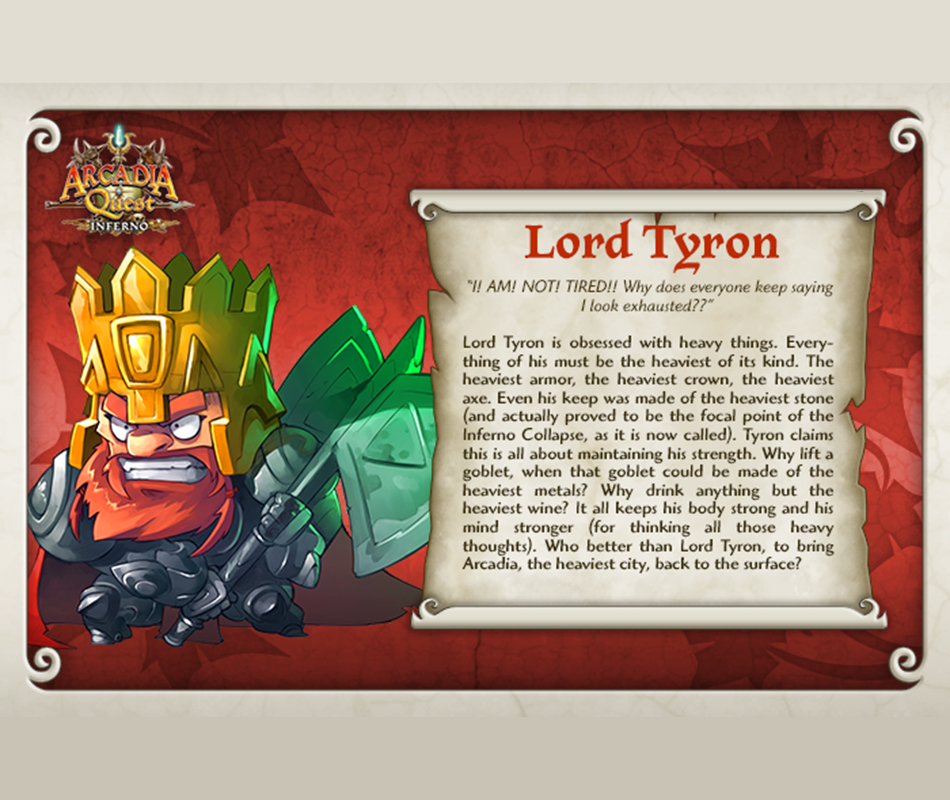 ARCADIA
Quest
INFERNO
Lord Tyron
"I! AM! NOT! TIRED!! Why does everyone keep saying
I look exhausted??"
Lord Tyron is obsessed with heavy things. Every-
thing of his must be the heaviest of its kind. The
heaviest armor, the heaviest crown, the heaviest
axe. Even his keep was made of the heaviest stone
(and actually proved to be the focal point of the
Inferno Collapse, as it is now called). Tyron claims
this is all about maintaining his strength. Why lift a
goblet, when that goblet could be made of the
heaviest metals? Why drink anything but the
heaviest wine? It all keeps his body strong and his
mind stronger (for thinking all those heavy
thoughts). Who better than Lord Tyron, to bring
Arcadia, the heaviest city, back to the surface?